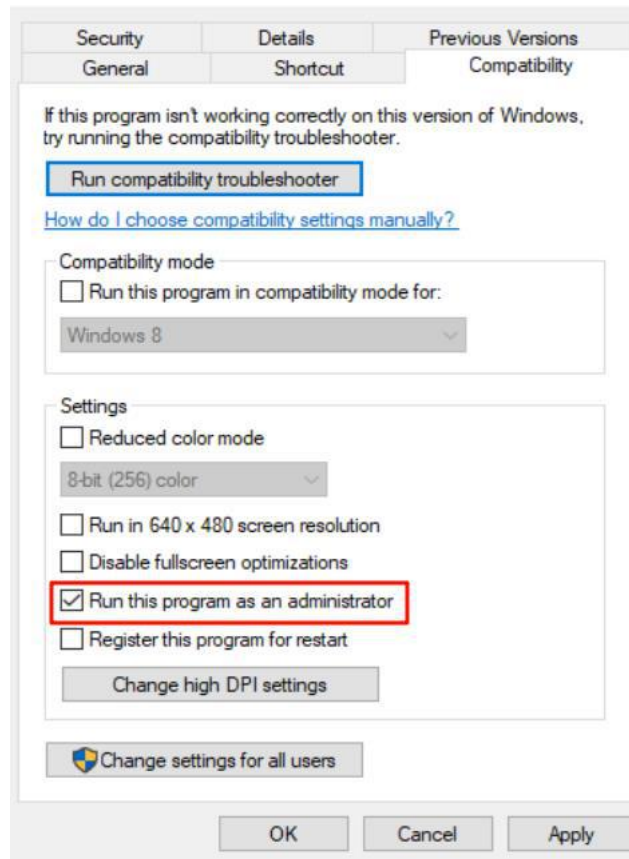 Security Details Previous Versions
General Shortcut Compatibility
If this program isn't working correctly on this version of Windows,
try running the compatibility troubleshooter.
Run compatibility troubleshooter
How do I choose compatibility settings manually?
Compatibility mode
Run this program in compatibility mode for:
Windows 8
Settings
Reduced color mode
8-bit (256) color
Run in 640 x 480 screen resolution
Disable fullscreen optimizations
Run this program as an administrator
Register this program for restart
Change high DPI settings
Change settings for all users
OK Cancel Apply